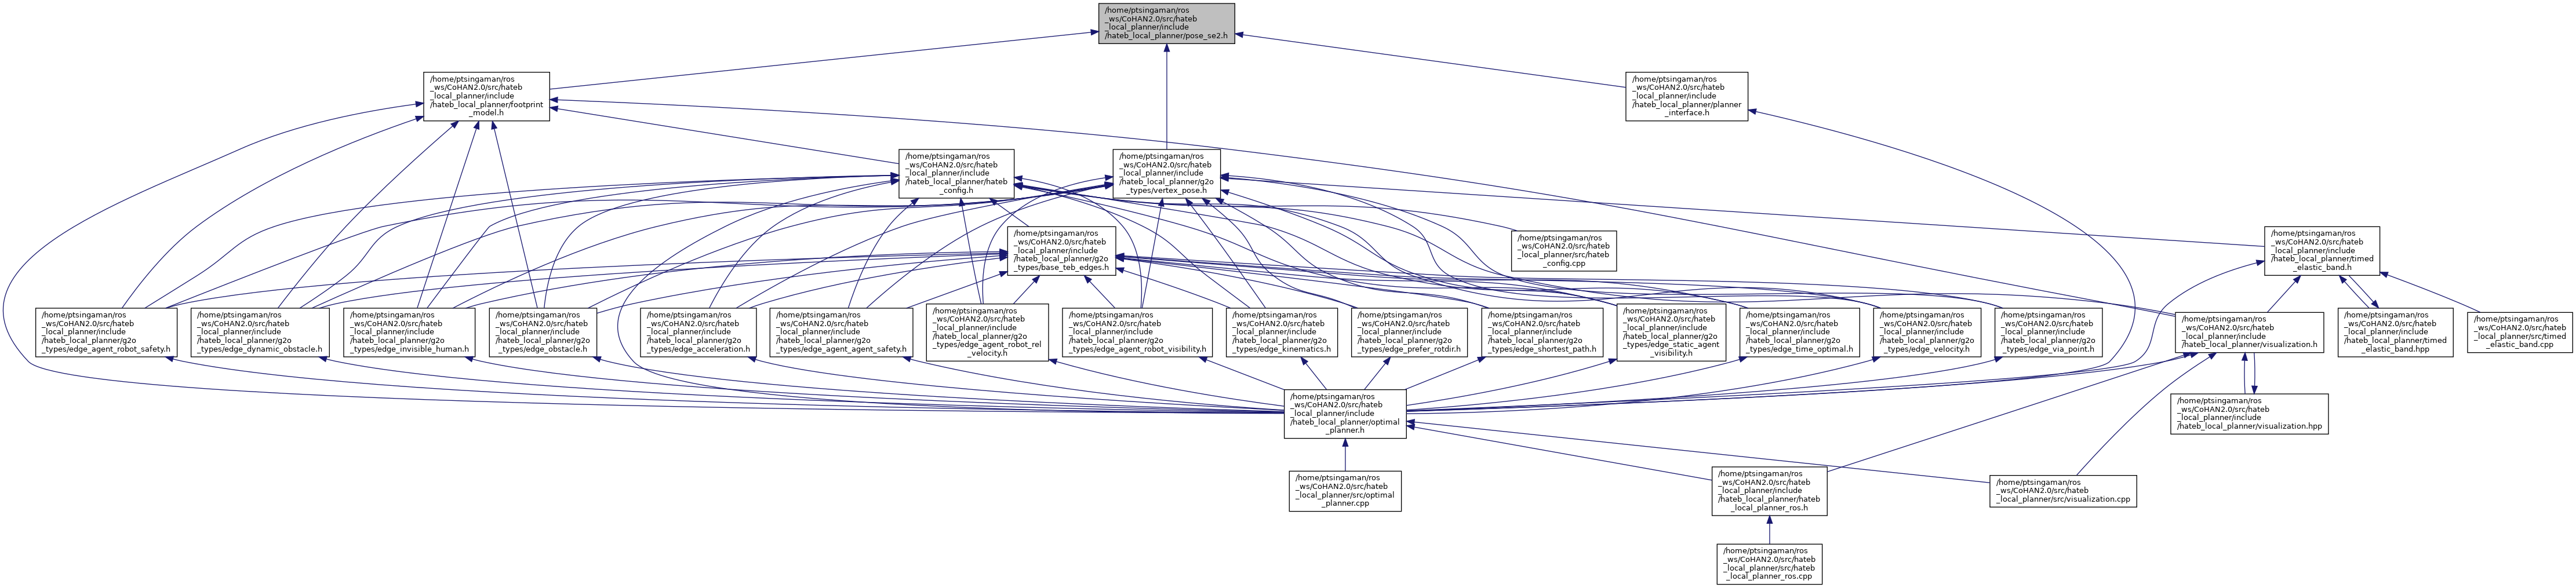 /home/ptsingaman/ros
_ws/CoHAN2.0/src/hateb
_local_planner/include
/hateb_local_planner/pose_se2.h
/home/ptsingaman/ros
_ws/CoHAN2.0/src/hateb
_local_planner/include
/hateb_local_planner/footprint
_model.h
/home/ptsingaman/ros
_ws/CoHAN2.0/src/hateb
_local_planner/include
/hateb_local_planner/planner
_interface.h
/home/ptsingaman/ros
_ws/CoHAN2.0/src/hateb
_local_planner/include
/hateb_local_planner/hateb
_config.h
/home/ptsingaman/ros
_ws/CoHAN2.0/src/hateb
_local_planner/include
/hateb_local_planner/g2o
_types/vertex_pose.h
/home/ptsingaman/ros
_ws/CoHAN2.0/src/hateb
_local_planner/include
/hateb_local_planner/g2o
_types/base_teb_edges.h
/home/ptsingaman/ros
_ws/CoHAN2.0/src/hateb
_local_planner/src/hateb
_config.cpp
/home/ptsingaman/ros
_ws/CoHAN2.0/src/hateb
_local_planner/include
/hateb_local_planner/timed
_elastic_band.h
/home/ptsingaman/ros
_ws/CoHAN2.0/src/hateb
_local_planner/include
/hateb_local_planner/g2o
_types/edge_agent_robot_safety.h
/home/ptsingaman/ros
_ws/CoHAN2.0/src/hateb
_local_planner/include
/hateb_local_planner/g2o
_types/edge_dynamic_obstacle.h
/home/ptsingaman/ros
_ws/CoHAN2.0/src/hateb
_local_planner/include
/hateb_local_planner/g2o
_types/edge_invisible_human.h
/home/ptsingaman/ros
_ws/CoHAN2.0/src/hateb
_local_planner/include
/hateb_local_planner/g2o
_types/edge_obstacle.h
/home/ptsingaman/ros
_ws/CoHAN2.0/src/hateb
_local_planner/include
/hateb_local_planner/g2o
_types/edge_acceleration.h
/home/ptsingaman/ros
_ws/CoHAN2.0/src/hateb
_local_planner/include
/hateb_local_planner/g2o
_types/edge_agent_agent_safety.h
/home/ptsingaman/ros
_ws/CoHAN2.0/src/hateb
_local_planner/include
/hateb_local_planner/g2o
_types/edge_agent_robot_rel
_velocity.h
/home/ptsingaman/ros
_ws/CoHAN2.0/src/hateb
_local_planner/include
/hateb_local_planner/g2o
_types/edge_agent_robot_visibility.h
/home/ptsingaman/ros
_ws/CoHAN2.0/src/hateb
_local_planner/include
/hateb_local_planner/g2o
_types/edge_kinematics.h
/home/ptsingaman/ros
_ws/CoHAN2.0/src/hateb
_local_planner/include
/hateb_local_planner/g2o
_types/edge_prefer_rotdir.h
/home/ptsingaman/ros
_ws/CoHAN2.0/src/hateb
_local_planner/include
/hateb_local_planner/g2o
_types/edge_shortest_path.h
/home/ptsingaman/ros
_ws/CoHAN2.0/src/hateb
_local_planner/include
/hateb_local_planner/g2o
_types/edge_static_agent
_visibility.h
/home/ptsingaman/ros
_ws/CoHAN2.0/src/hateb
_local_planner/include
/hateb_local_planner/g2o
_types/edge_time_optimal.h
/home/ptsingaman/ros
_ws/CoHAN2.0/src/hateb
_local_planner/include
/hateb_local_planner/g2o
_types/edge_velocity.h
/home/ptsingaman/ros
_ws/CoHAN2.0/src/hateb
_local_planner/include
/hateb_local_planner/g2o
_types/edge_via_point.h
/home/ptsingaman/ros
_ws/CoHAN2.0/src/hateb
_local_planner/include
/hateb_local_planner/visualization.h
/home/ptsingaman/ros
_ws/CoHAN2.0/src/hateb
_local_planner/include
/hateb_local_planner/timed
_elastic_band.hpp
/home/ptsingaman/ros
_ws/CoHAN2.0/src/hateb
_local_planner/src/timed
_elastic_band.cpp
/home/ptsingaman/ros
_ws/CoHAN2.0/src/hateb
_local_planner/include
/hateb_local_planner/optimal
_planner.h
/home/ptsingaman/ros
_ws/CoHAN2.0/src/hateb
_local_planner/include
/hateb_local_planner/visualization.hpp
/home/ptsingaman/ros
_ws/CoHAN2.0/src/hateb
_local_planner/src/optimal
_planner.cpp
/home/ptsingaman/ros
_ws/CoHAN2.0/src/hateb
_local_planner/include
/hateb_local_planner/hateb
_local_planner_ros.h
/home/ptsingaman/ros
_ws/CoHAN2.0/src/hateb
_local_planner/src/visualization.cpp
/home/ptsingaman/ros
_ws/CoHAN2.0/src/hateb
_local_planner/src/hateb
_local_planner_ros.cpp